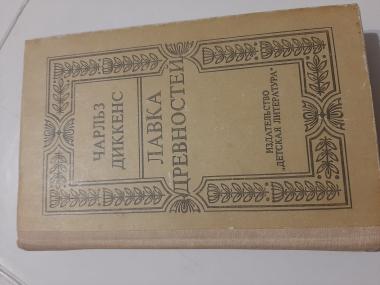 ЧАРЛЬЗ
ДИККЕНС
ЛАВКА
ДРЕВНОСТЕЙ
ИЗДАТЕЛЬСТВО
„ДЕТСКАЯ ЛИТЕРАТУРА“